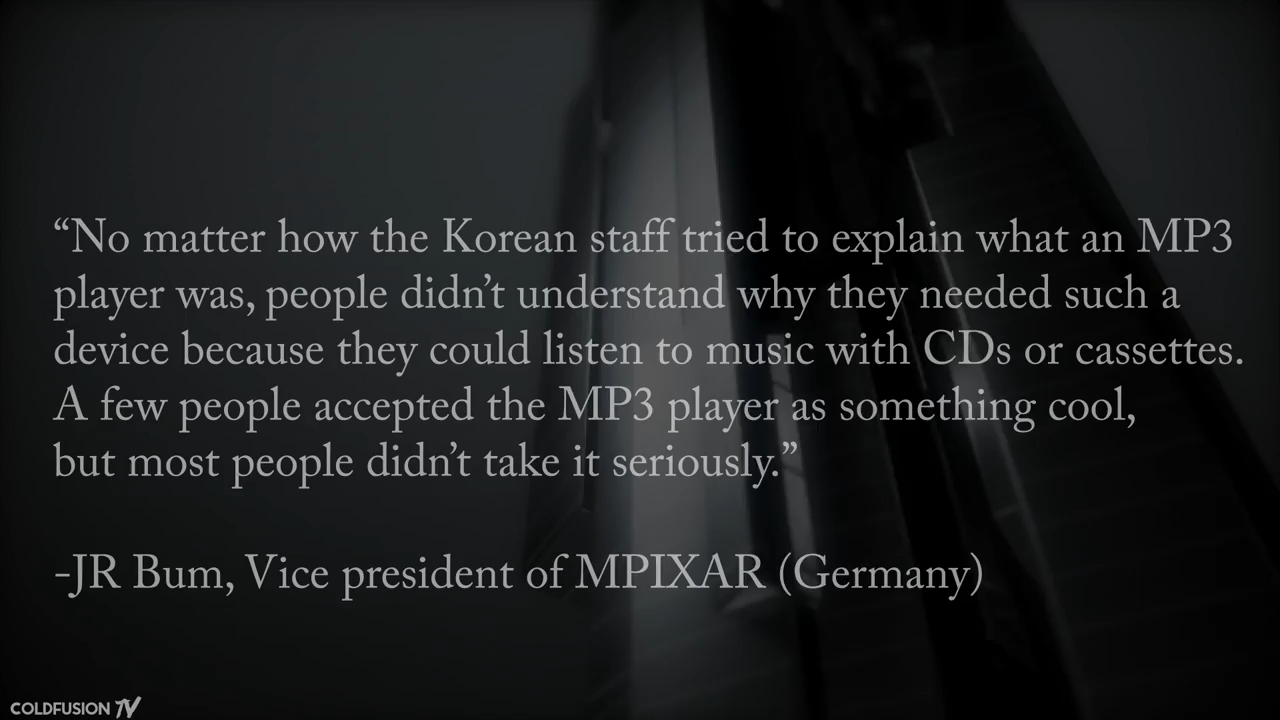 “No matter how the Korean staff tried to explain what an MP3
player was, people didn’t understand why they needed such a
device because they could listen to music with CDs or cassettes.
A few people accepted the MP3 player as something cool,
but most people didn’t take it seriously.”
-JR Bum, Vice president of MPIXAR (Germany)
COLDFUSION TV